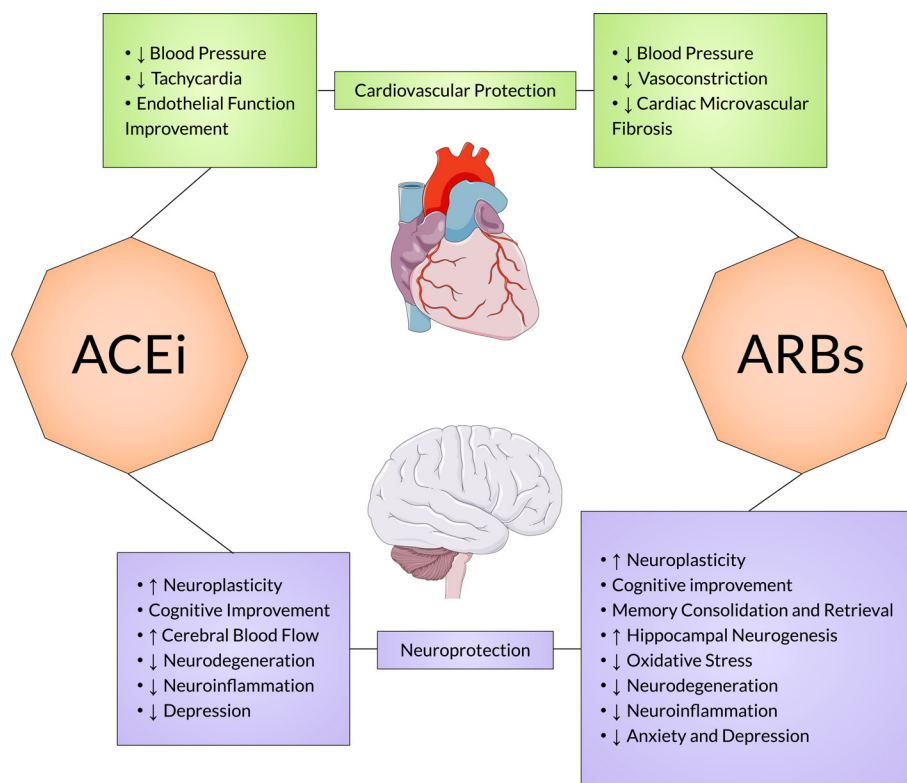 • ↓ Blood Pressure
• ↓ Tachycardia
• Endothelial Function
Improvement
Cardiovascular Protection
• ↓ Blood Pressure
• ↓ Vasoconstriction
• ↓ Cardiac Microvascular
Fibrosis
ACEi
ARBs
• ↑ Neuroplasticity
• Cognitive Improvement
• ↑ Cerebral Blood Flow
• ↓ Neurodegeneration
• ↓ Neuroinflammation
• ↓ Depression
Neuroprotection
• ↑ Neuroplasticity
• Cognitive improvement
• Memory Consolidation and Retrieval
• ↑ Hippocampal Neurogenesis
• ↓ Oxidative Stress
• ↓ Neurodegeneration
• ↓ Neuroinflammation
• ↓ Anxiety and Depression